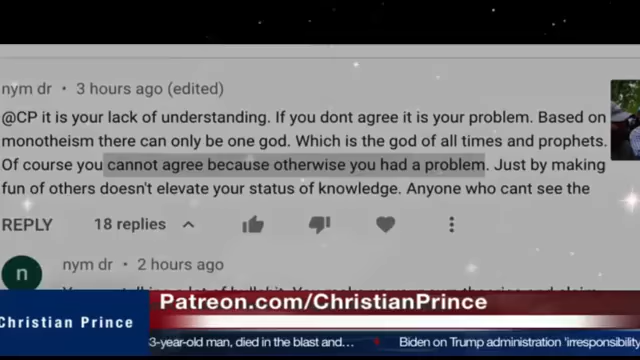 nym dr • 3 hours ago (edited)
@CP it is your lack of understanding. If you dont agree it is your problem. Based on
monotheism there can only be one god. Which is the god of all times and prophets.
Of course you cannot agree because otherwise you had a problem. Just by making
fun of others doesn't elevate your status of knowledge. Anyone who cant see the
REPLY 18 replies
n
nym dr • 2 hours ago
Patreon.com/ChristianPrince
Christian Prince
3-year-old man, died in the blast and… Biden on Trump administration 'irresponsibility